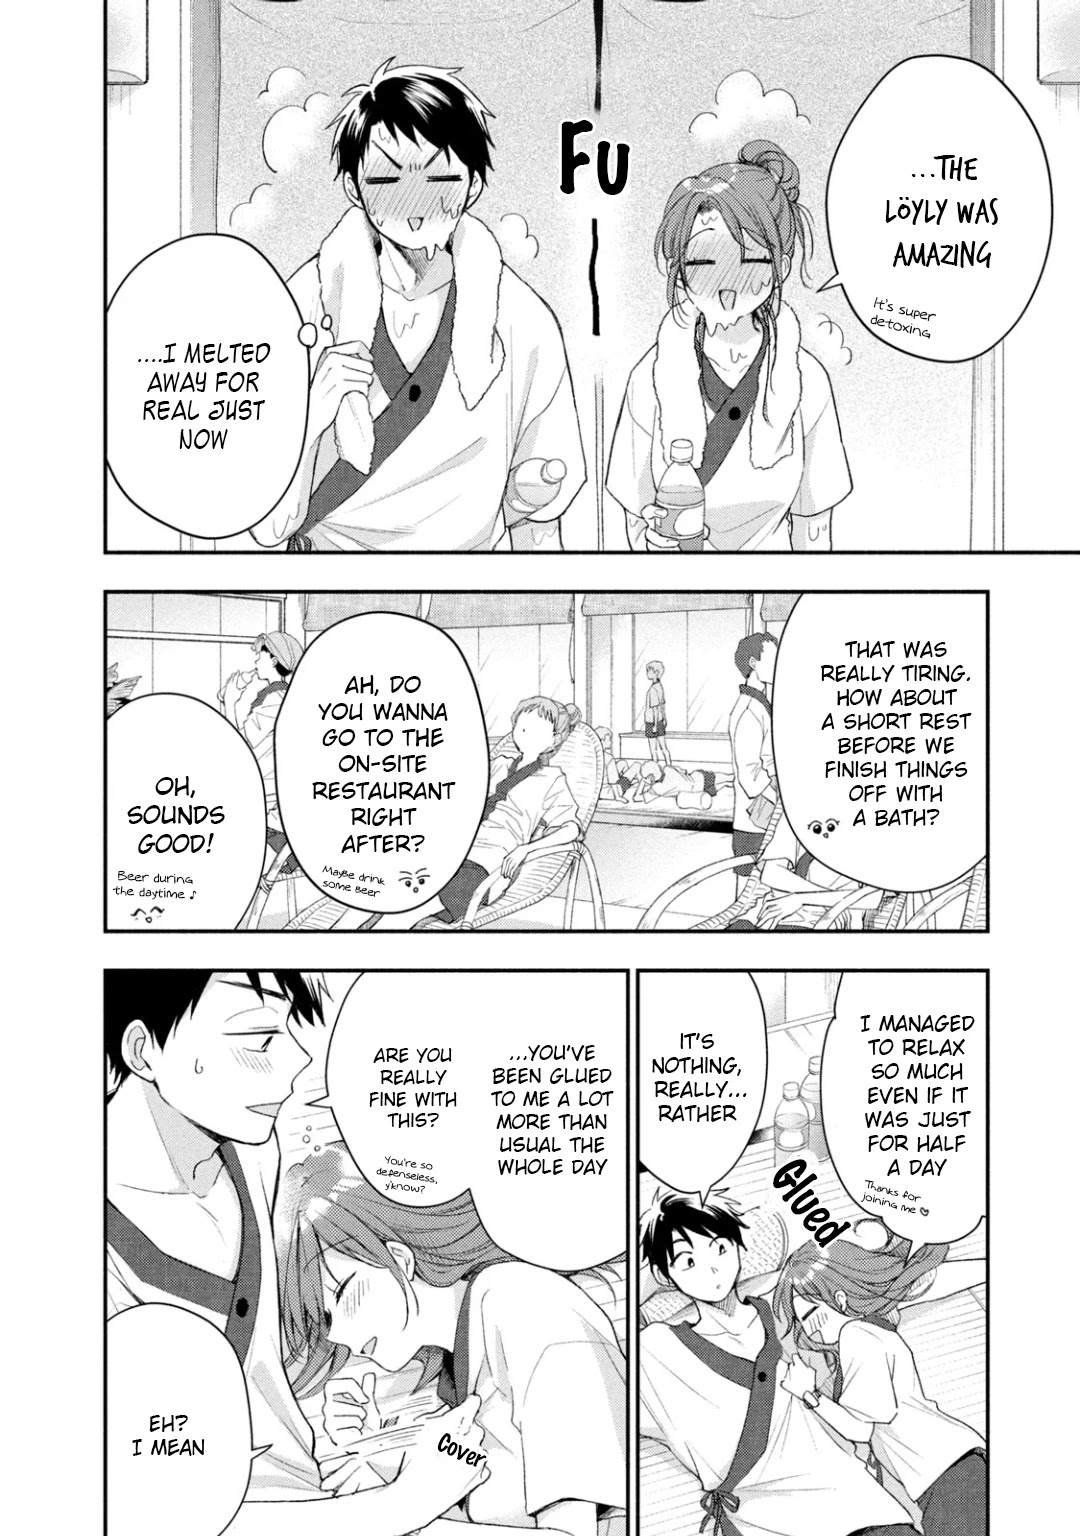 ...THE
LÖYLY WAS
AMAZING
It's super
detoxing
FU
....I MELTED
AWAY FOR
REAL JUST
NOW
THAT WAS
REALLY TIRING.
HOW ABOUT
A SHORT REST
BEFORE WE
FINISH THINGS
OFF WITH
A BATH?
AH, DO
YOU WANNA
GO TO THE
ON-SITE
RESTAURANT
RIGHT
AFTER?
Maybe drink
some beer
OH,
SOUNDS
GOOD!
Beer during
the daytime ♪
I MANAGED
TO RELAX
SO MUCH
EVEN IF IT
WAS JUST
FOR HALF
A DAY
Thanks for
joining me ♡
IT'S
NOTHING,
REALLY...
RATHER
Glued
...YOU'VE
BEEN GLUED
TO ME A LOT
MORE THAN
USUAL THE
WHOLE DAY
ARE YOU
REALLY
FINE WITH
THIS?
You're so
defenseless,
y'know?
EH?
I MEAN
Cover